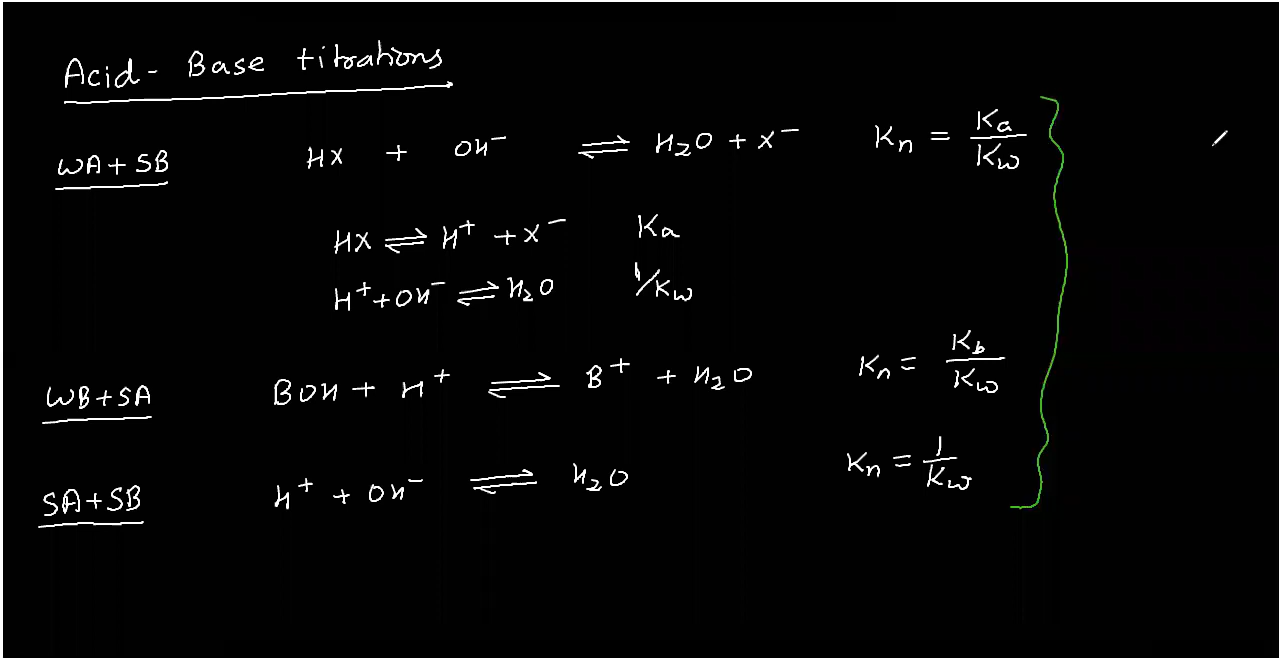 Acid-Base titrations
WA+SB HX + OH⁻ ⇌ H₂O + X⁻ Kn = Ka/Kw
HX ⇌ H⁺ + X⁻ Ka
H⁺+OH⁻ ⇌ H₂O 1/Kw
WB+SA BOH + H⁺ ⇌ B⁺ + H₂O Kn = Kb/Kw
SA+SB H⁺ + OH⁻ ⇌ H₂O Kn = 1/Kw